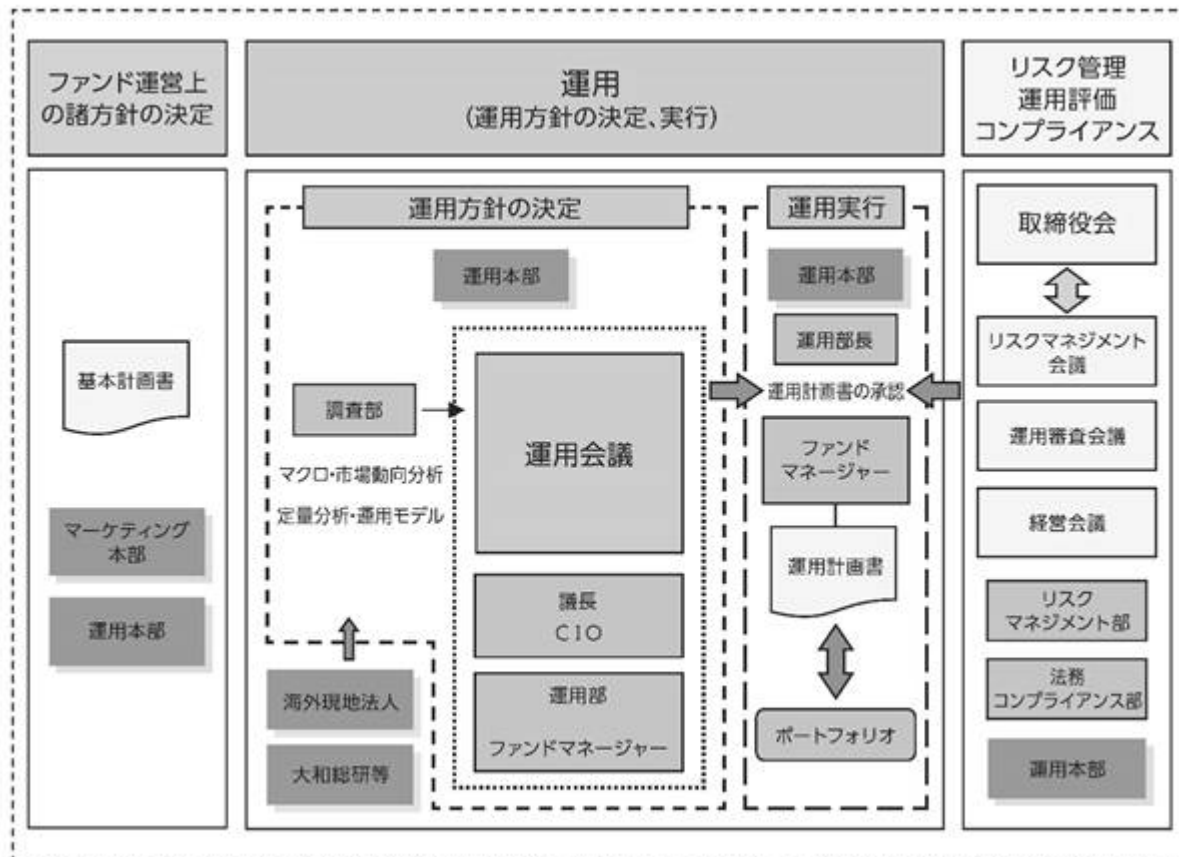 ファンド運営上
の諸方針の決定
運用
(運用方針の決定、実行)
リスク管理
運用評価
コンプライアンス
基本計画書
マーケティング
本部
運用本部
運用方針の決定
運用本部
調査部
マクロ・市場動向分析
定量分析・運用モデル
海外現地法人
大和総研等
運用会議
議長
CIO
運用部
ファンドマネージャー
運用実行
運用本部
運用部長
運用計画書の承認
ファンド
マネージャー
運用計画書
ポートフォリオ
取締役会
リスクマネジメント
会議
運用審査会議
経営会議
リスク
マネジメント部
法務
コンプライアンス部
運用本部